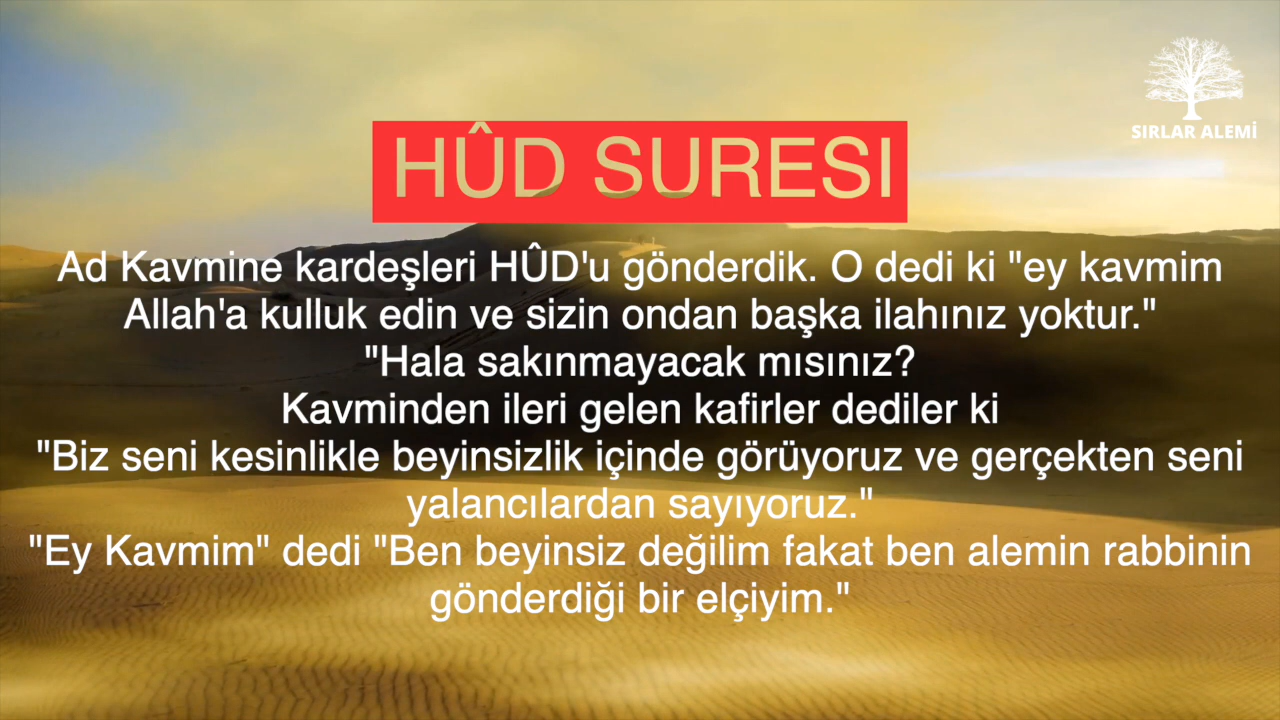 SIRLAR ALEMİ
HÛD SURESI
Ad Kavmine kardeşleri HÛD'u gönderdik. O dedi ki "ey kavmim
Allah'a kulluk edin ve sizin ondan başka ilahınız yoktur."
"Hala sakınmayacak mısınız?
Kavminden ileri gelen kafirler dediler ki
"Biz seni kesinlikle beyinsizlik içinde görüyoruz ve gerçekten seni
yalancılardan sayıyoruz."
"Ey Kavmim" dedi "Ben beyinsiz değilim fakat ben alemin rabbinin
gönderdiği bir elçiyim."